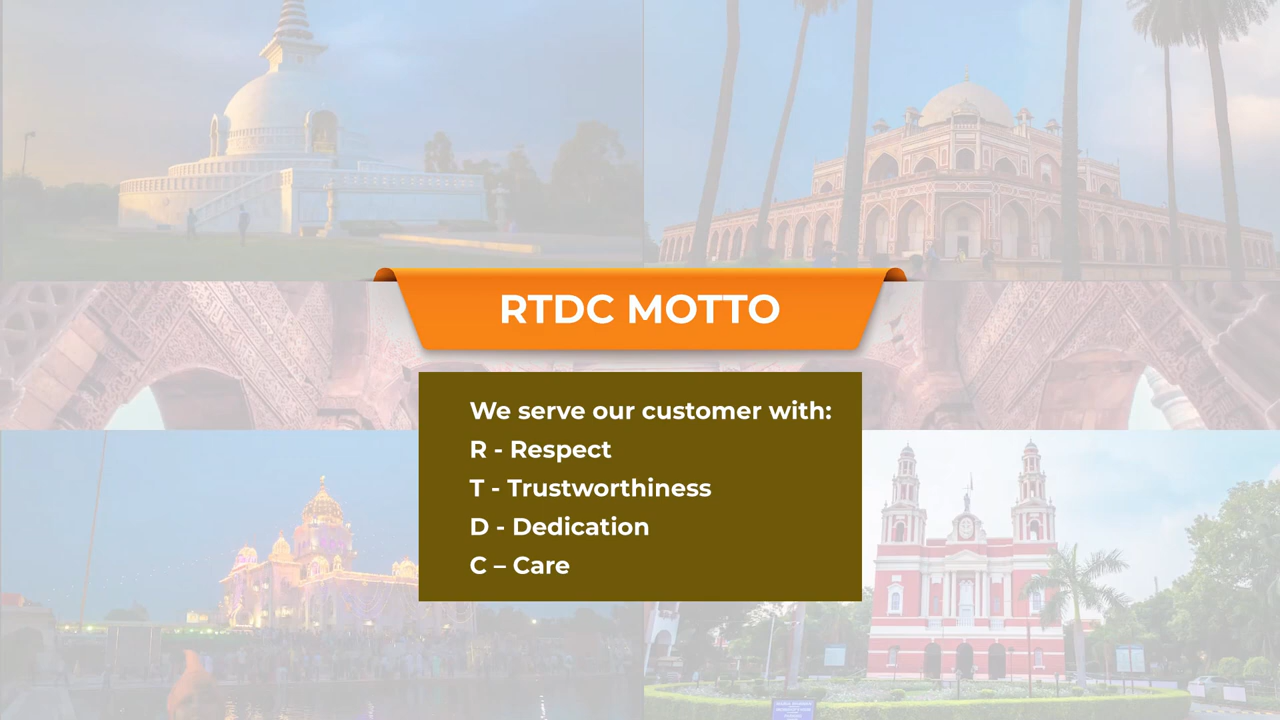 RTDC MOTTO
We serve our customer with:
R - Respect
T - Trustworthiness
D - Dedication
C – Care